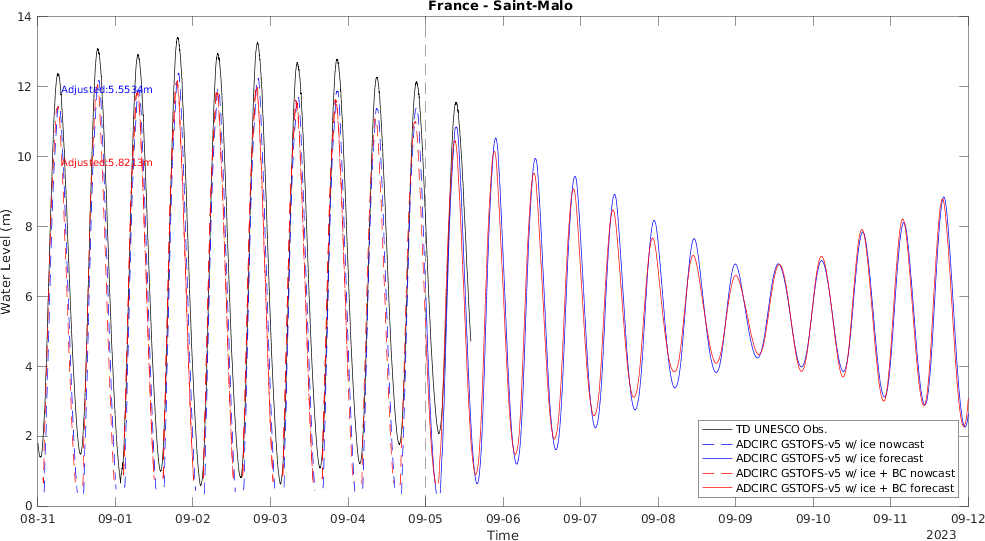 France - Saint-Malo
14
12
10
8
6
4
2
0
Water Level (m)
Adjusted:5.5534m
Adjusted:5.8213m
TD UNESCO Obs.
ADCIRC GSTOFS-v5 w/ ice nowcast
ADCIRC GSTOFS-v5 w/ ice forecast
ADCIRC GSTOFS-v5 w/ ice + BC nowcast
ADCIRC GSTOFS-v5 w/ ice + BC forecast
08-31 09-01 09-02 09-03 09-04 09-05 09-06 09-07 09-08 09-09 09-10 09-11 09-12
Time
2023